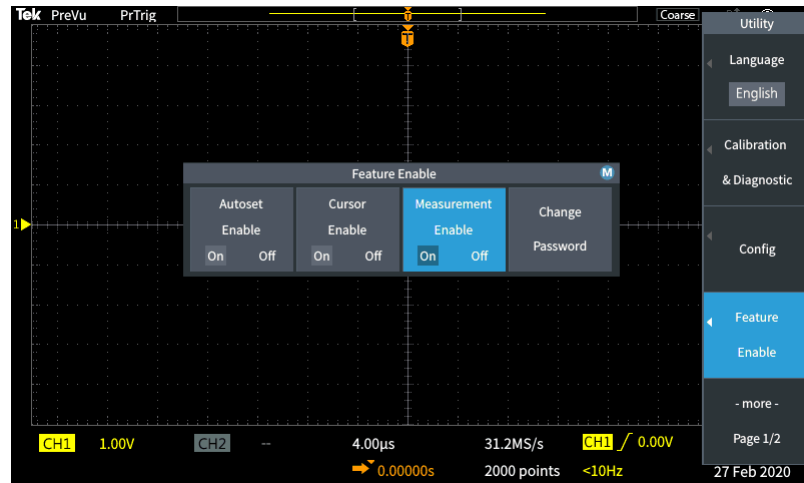 Tek PreVu PrTrig Coarse
T
T
Utility
Language
English
Calibration
& Diagnostic
Config
Feature
Enable
- more -
Page 1/2
Feature Enable M
Autoset
Enable
On Off
Cursor
Enable
On Off
Measurement
Enable
On Off
Change
Password
1
CH1 1.00V CH2 -- 4.00µs 31.2MS/s CH1 0.00V
0.00000s 2000 points <10Hz
27 Feb 2020